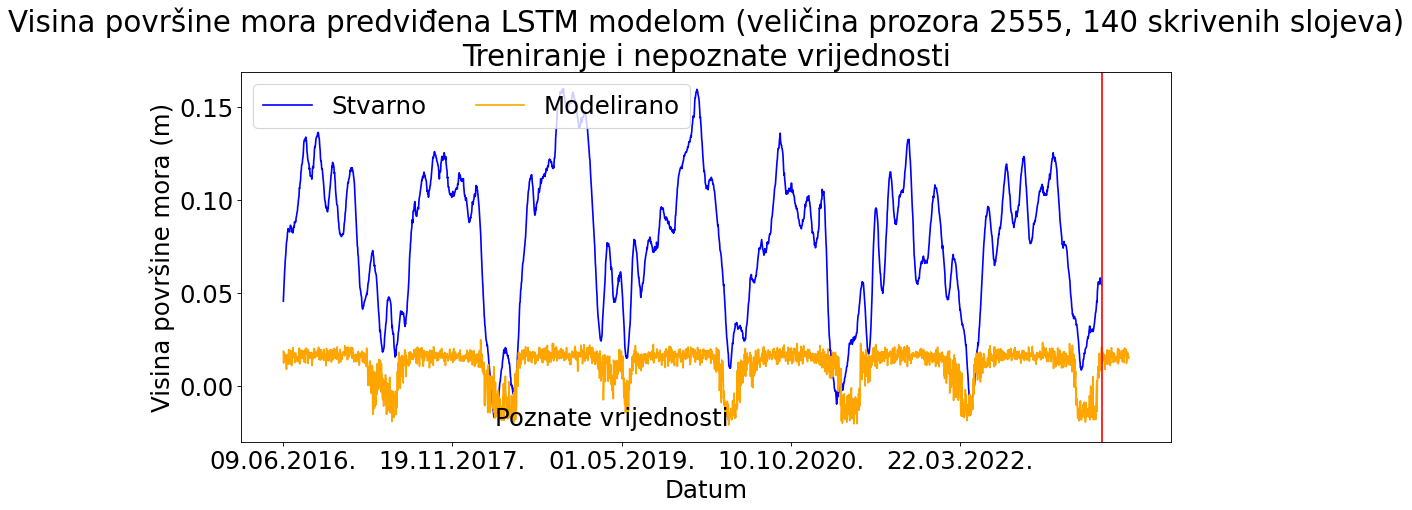 Visina površine mora predviđena LSTM modelom (veličina prozora 2555, 140 skrivenih slojeva)
Treniranje i nepoznate vrijednosti
Stvarno Modelirano
Visina površine mora (m)
0.15
0.10
0.05
0.00
Poznate vrijednosti
09.06.2016. 19.11.2017. 01.05.2019. 10.10.2020. 22.03.2022.
Datum